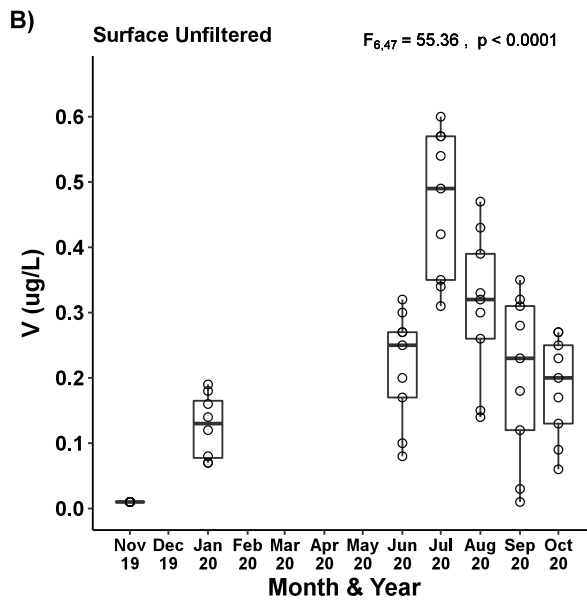 B)
Surface Unfiltered
F6,47 = 55.36 , p < 0.0001
V (ug/L)
0.6
0.5
0.4
0.3
0.2
0.1
0.0
Nov Dec Jan Feb Mar Apr May Jun Jul Aug Sep Oct
19 19 20 20 20 20 20 20 20 20 20 20
Month & Year